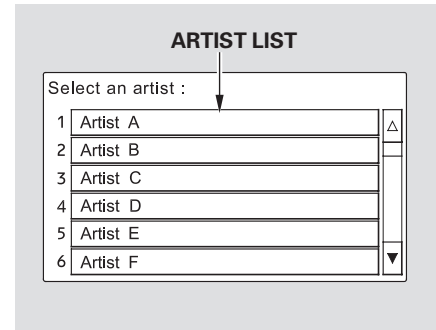 ARTIST LIST
Select an artist :
1 Artist A
2 Artist B
3 Artist C
4 Artist D
5 Artist E
6 Artist F